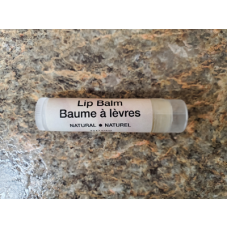 Lip Balm
Baume à lèvres
NATURAL ★ NATUREL